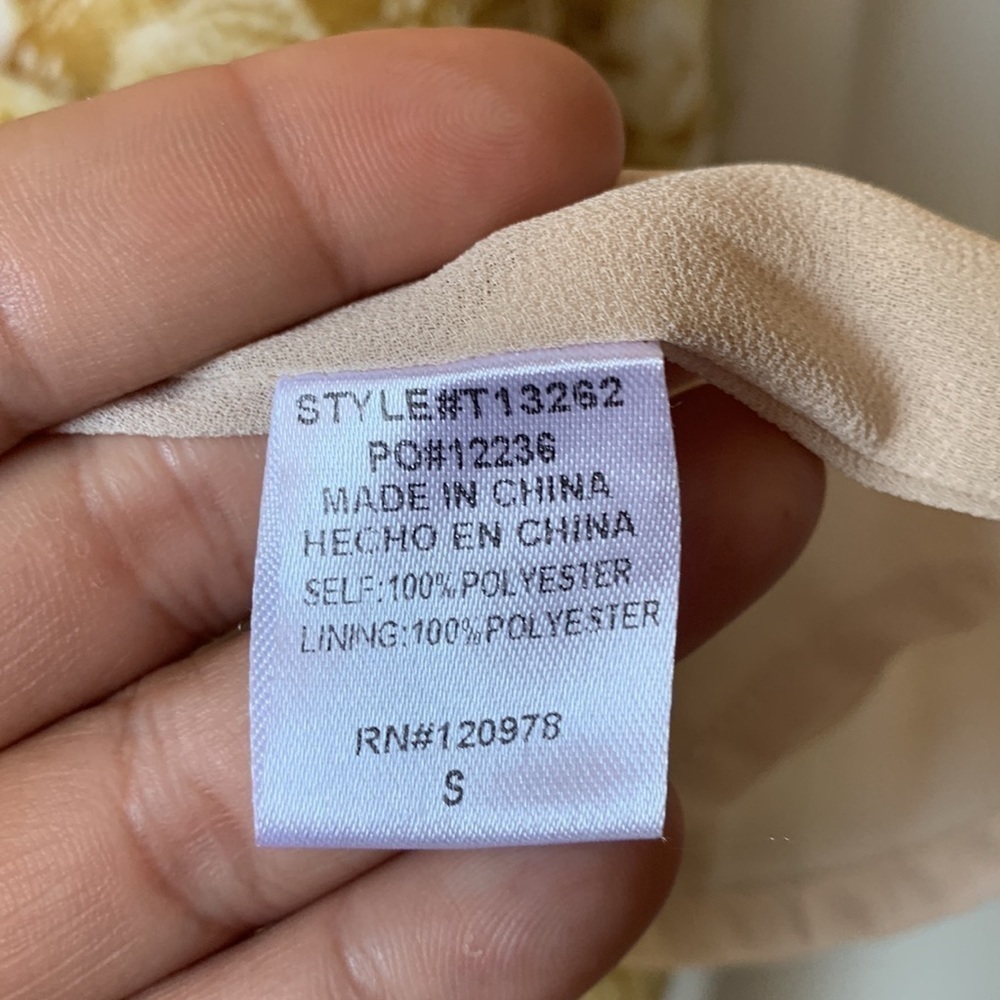 STYLE#T13262
PO#12236
MADE IN CHINA
HECHO EN CHINA
SELF:100%POLYESTER
LINING:100%POLYESTER
RN#120978
S